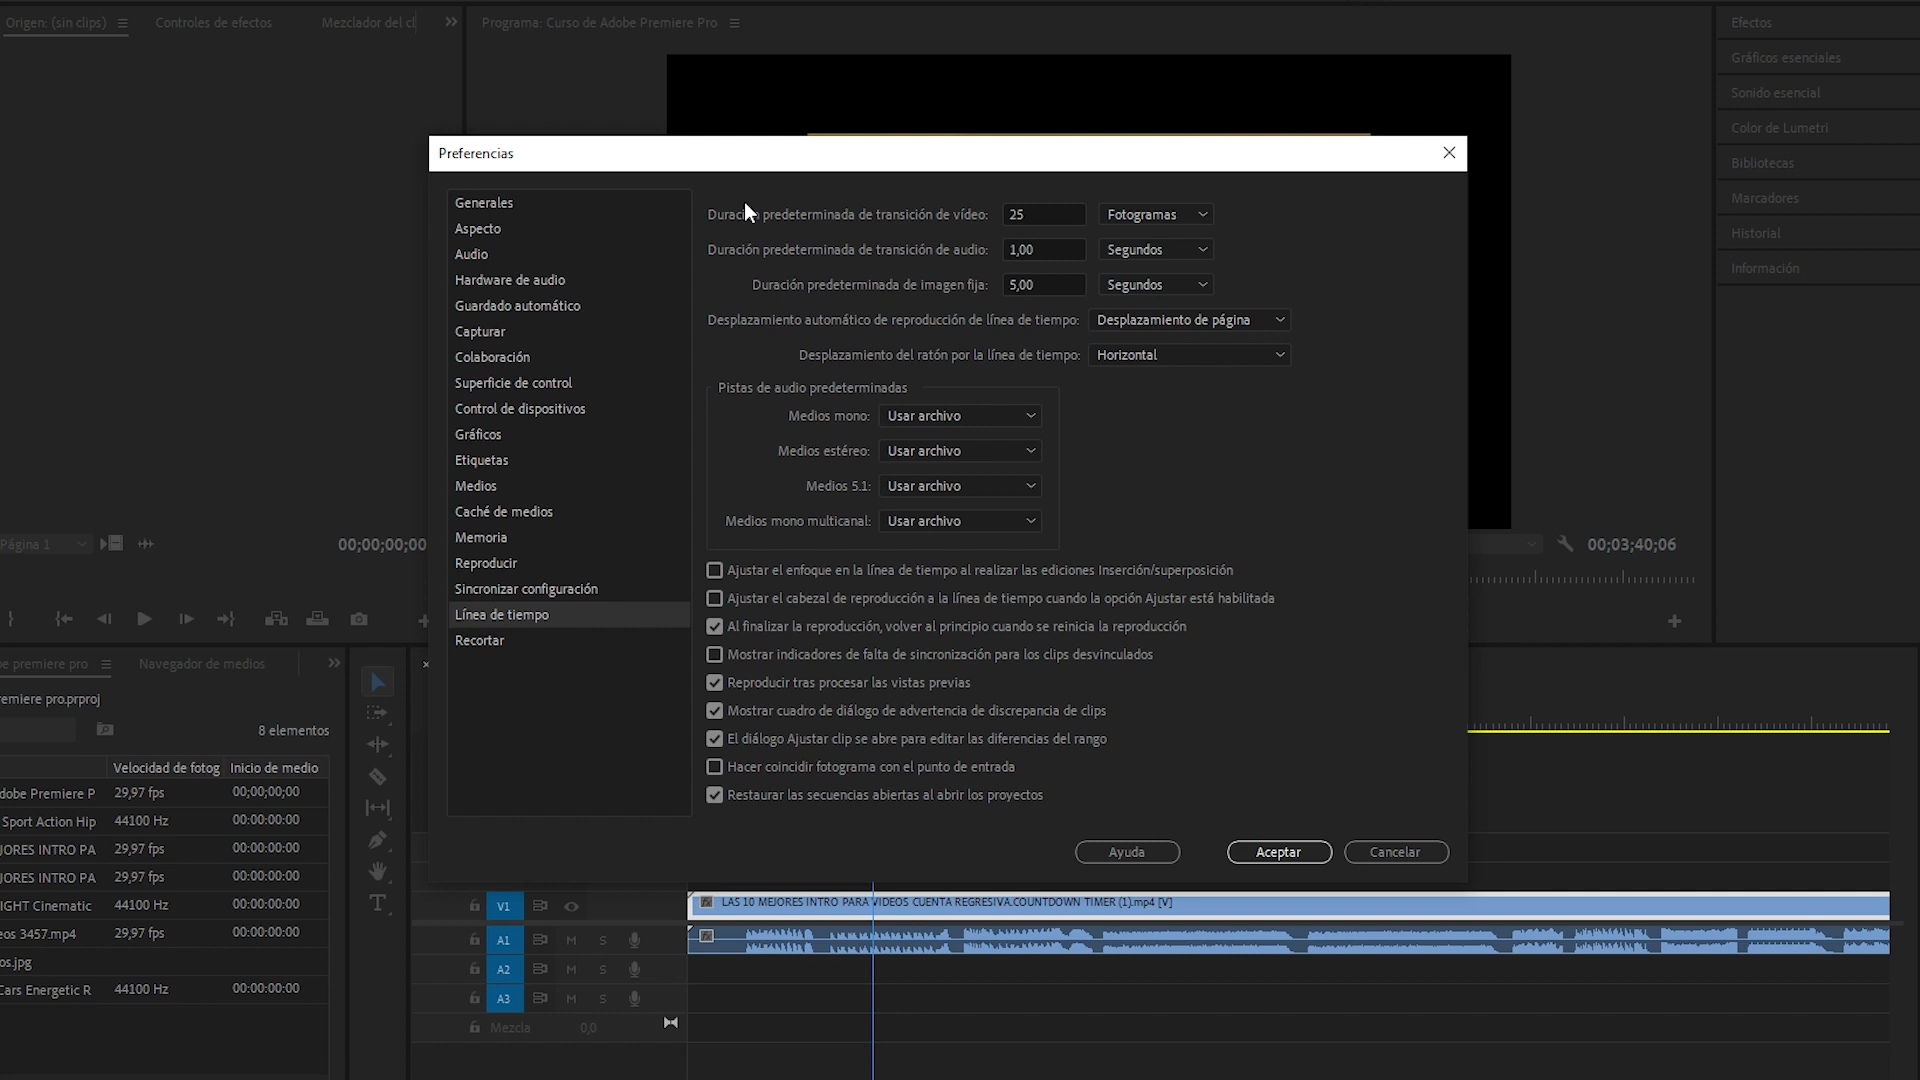 Origen: (sin clips)
Controles de efectos
Mezclador del cl
Programa: Curso de Adobe Premiere Pro
Efectos
Gráficos esenciales
Sonido esencial
Color de Lumetri
Bibliotecas
Marcadores
Historial
Información
Preferencias
Generales
Aspecto
Audio
Hardware de audio
Guardado automático
Capturar
Colaboración
Superficie de control
Control de dispositivos
Gráficos
Etiquetas
Medios
Caché de medios
Memoria
Reproducir
Sincronizar configuración
Línea de tiempo
Recortar
Duración predeterminada de transición de vídeo: 25 Fotogramas
Duración predeterminada de transición de audio: 1,00 Segundos
Duración predeterminada de imagen fija: 5,00 Segundos
Desplazamiento automático de reproducción de línea de tiempo: Desplazamiento de página
Desplazamiento del ratón por la línea de tiempo: Horizontal
Pistas de audio predeterminadas
Medios mono: Usar archivo
Medios estéreo: Usar archivo
Medios 5.1: Usar archivo
Medios mono multicanal: Usar archivo
Ajustar el enfoque en la línea de tiempo al realizar las ediciones Inserción/superposición
Ajustar el cabezal de reproducción a la línea de tiempo cuando la opción Ajustar está habilitada
Al finalizar la reproducción, volver al principio cuando se reinicia la reproducción
Mostrar indicadores de falta de sincronización para los clips desvinculados
Reproducir tras procesar las vistas previas
Mostrar cuadro de diálogo de advertencia de discrepancia de clips
El diálogo Ajustar clip se abre para editar las diferencias del rango
Hacer coincidir fotograma con el punto de entrada
Restaurar las secuencias abiertas al abrir los proyectos
Ayuda
Aceptar
Cancelar
Página 1
00;00;00;00
00;03;40;06
be premiere pro
Navegador de medios
emiere pro.prproj
8 elementos
Velocidad de fotog Inicio de medio
dobe Premiere P 29,97 fps 00;00;00;00
Sport Action Hip 44100 Hz 00:00:00:00
JORES INTRO PA 29,97 fps 00:00:00:00
JORES INTRO PA 29,97 fps 00:00:00:00
IGHT Cinematic 44100 Hz 00:00:00:00
eos 3457.mp4 29,97 fps 00:00:00:00
os.jpg
Cars Energetic R 44100 Hz 00:00:00:00
V1
LAS 10 MEJORES INTRO PARA VIDEOS CUENTA REGRESIVA.COUNTDOWN TIMER (1).mp4 [V]
A1 M S
A2 M S
A3 M S
Mezcla 0,0